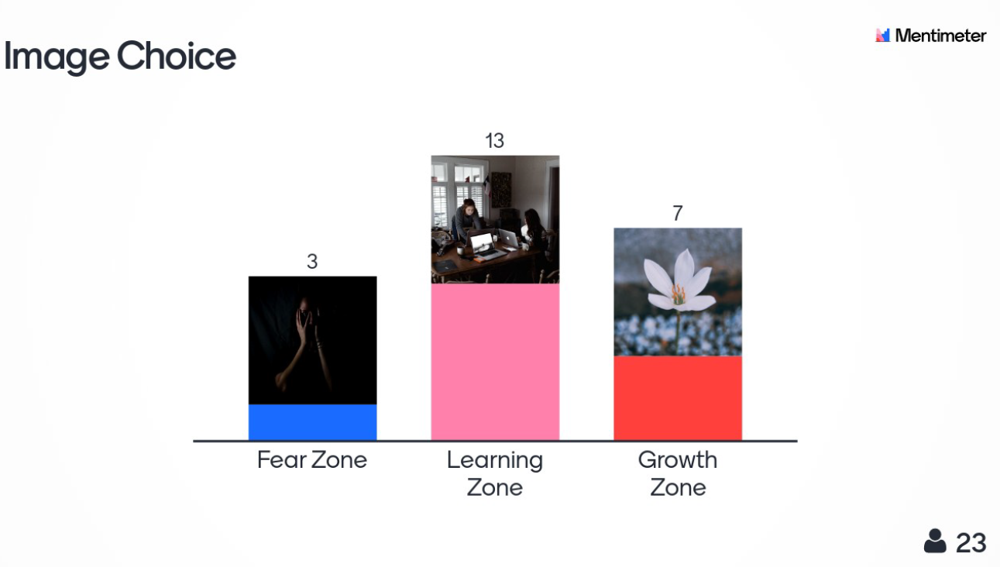 Image Choice
Mentimeter
13
7
3
Fear Zone
Learning
Zone
Growth
Zone
23